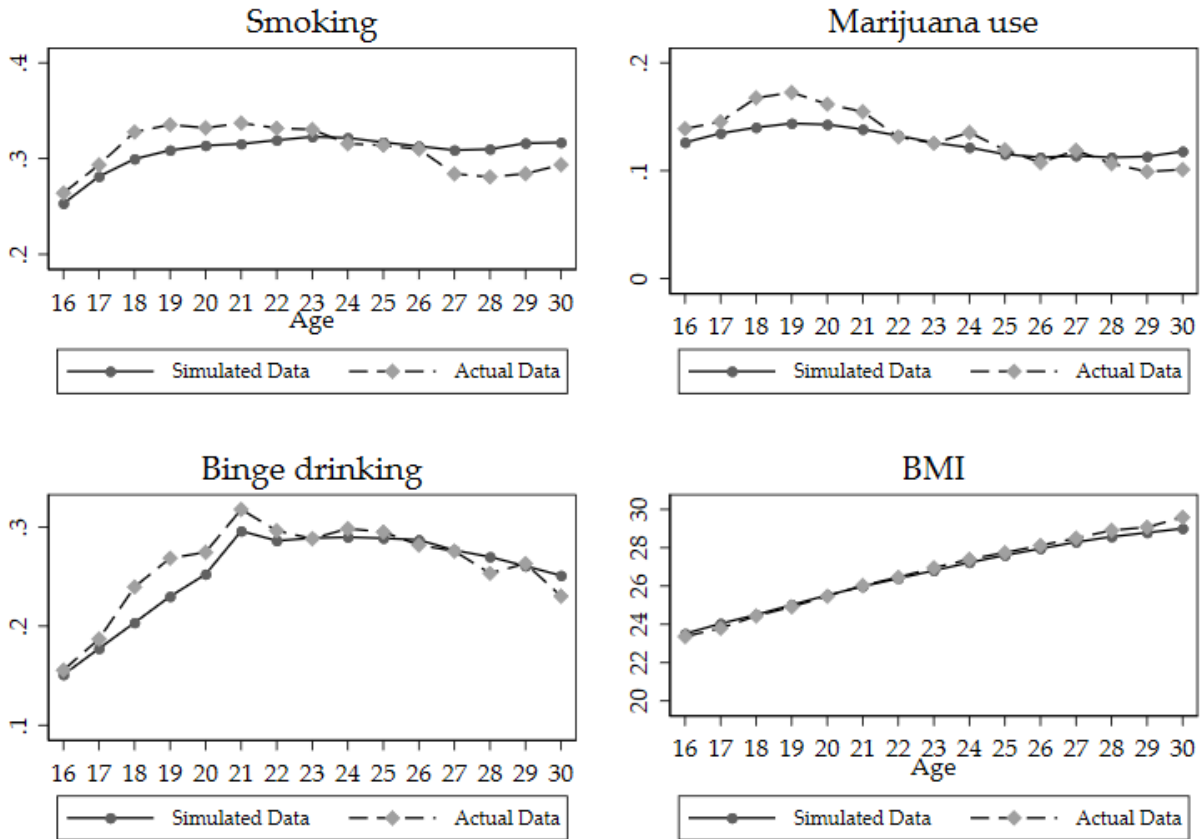 Smoking
.4
.3
.2
16 17 18 19 20 21 22 23 24 25 26 27 28 29 30
Age
Simulated Data Actual Data
Marijuana use
.2
.1
0
16 17 18 19 20 21 22 23 24 25 26 27 28 29 30
Simulated Data Actual Data
Binge drinking
.3
.2
.1
16 17 18 19 20 21 22 23 24 25 26 27 28 29 30
Simulated Data Actual Data
BMI
30
28
26
24
22
20
16 17 18 19 20 21 22 23 24 25 26 27 28 29 30
Age
Simulated Data Actual Data